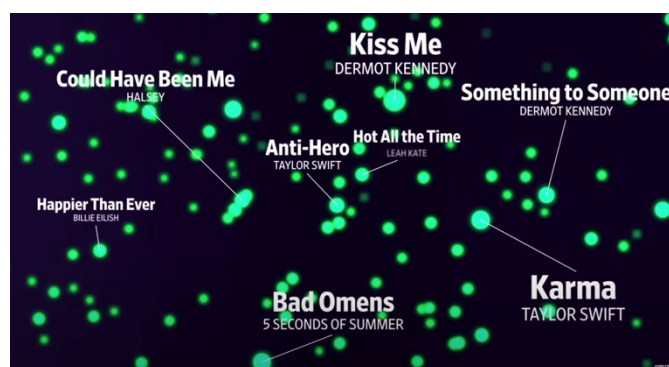 Kiss Me
DERMOT KENNEDY
Could Have Been Me
HALSEY
Something to Someone
DERMOT KENNEDY
Anti-Hero
TAYLOR SWIFT
Hot All the Time
LEAH KATE
Happier Than Ever
BILLIE EILISH
Karma
TAYLOR SWIFT
Bad Omens
5 SECONDS OF SUMMER